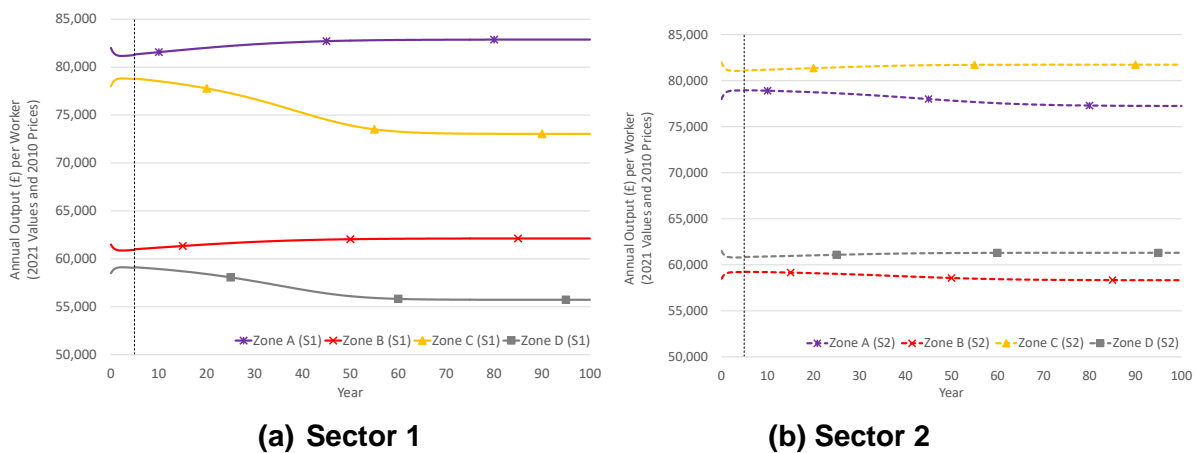 Annual Output (£) per Worker
(2021 Values and 2010 Prices)
85,000
80,000
75,000
70,000
65,000
60,000
55,000
50,000
Zone A (S1) Zone B (S1) Zone C (S1) Zone D (S1)
0 10 20 30 40 50 60 70 80 90 100
Year
(a) Sector 1
Annual Output (£) per Worker
(2021 Values and 2010 Prices)
85,000
80,000
75,000
70,000
65,000
60,000
55,000
50,000
Zone A (S2) Zone B (S2) Zone C (S2) Zone D (S2)
0 10 20 30 40 50 60 70 80 90 100
Year
(b) Sector 2